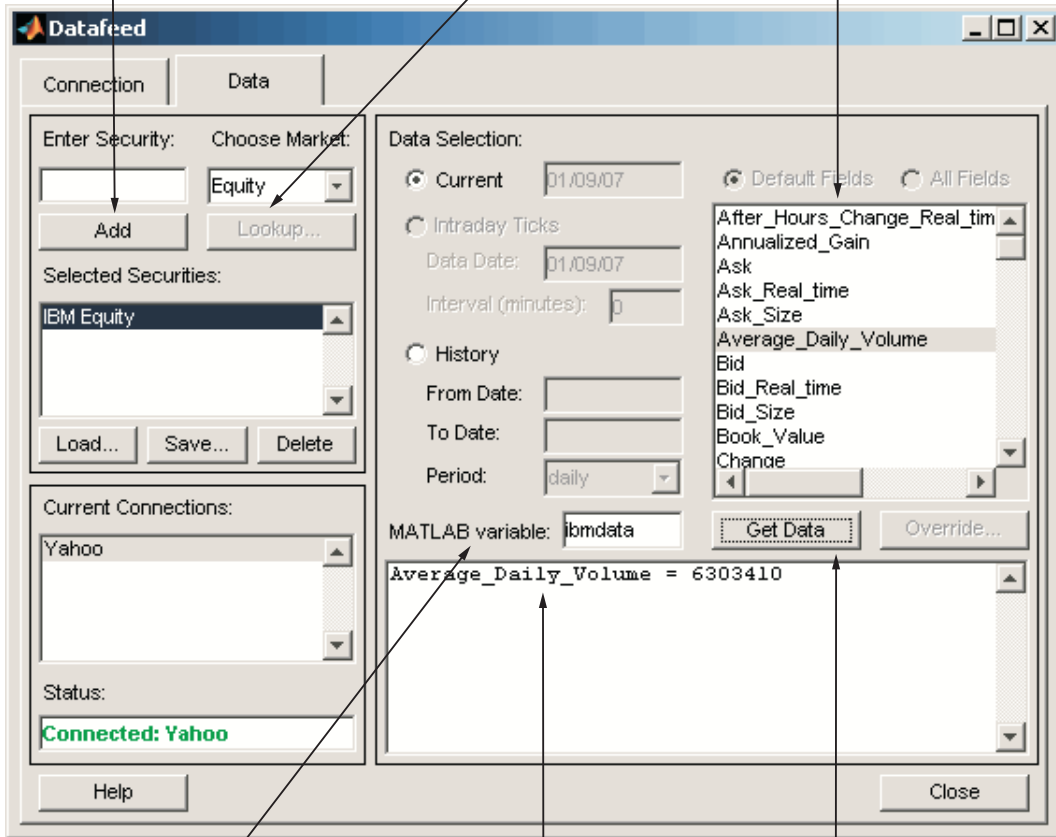 Datafeed
Connection
Data
Enter Security:
Choose Market:
Equity
Add
Lookup...
Selected Securities:
IBM Equity
Load...
Save...
Delete
Current Connections:
Yahoo
Status:
Connected: Yahoo
Data Selection:
Current
01/09/07
Intraday Ticks
Data Date:
01/09/07
Interval (minutes):
0
History
From Date:
To Date:
Period:
daily
Default Fields
All Fields
After_Hours_Change_Real_tim
Annualized_Gain
Ask
Ask_Real_time
Ask_Size
Average_Daily_Volume
Bid
Bid_Real_time
Bid_Size
Book_Value
Change
MATLAB variable:
ibmdata
Get Data
Override...
Average_Daily_Volume = 6303410
Help
Close